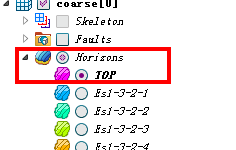 coarse[0]
Skeleton
Faults
Horizons
TOP
Es1-3-2-1
Es1-3-2-2
Es1-3-2-3
Es1-3-2-4